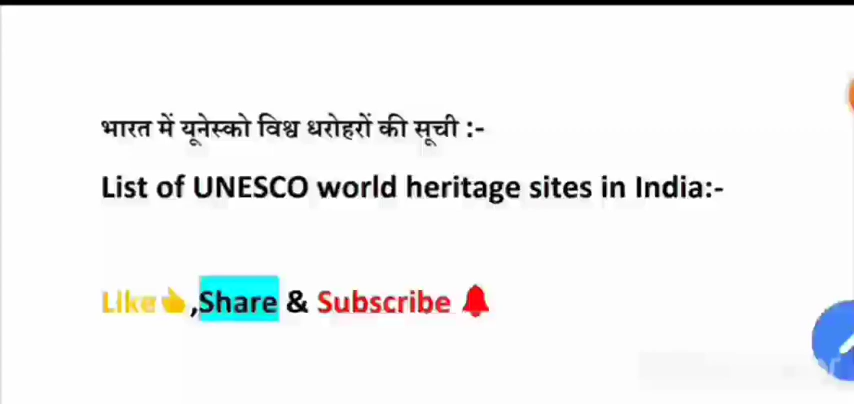 भारत में यूनेस्को विश्व धरोहरों की सूची :-
List of UNESCO world heritage sites in India:-
Like👍,Share & Subscribe 🔔